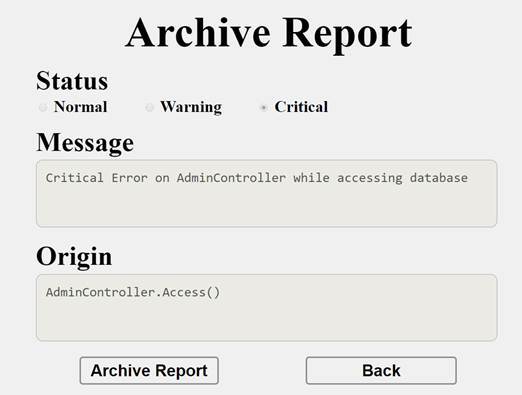 Archive Report
Status
Normal Warning Critical
Message
Critical Error on AdminController while accessing database
Origin
AdminController.Access()
Archive Report Back